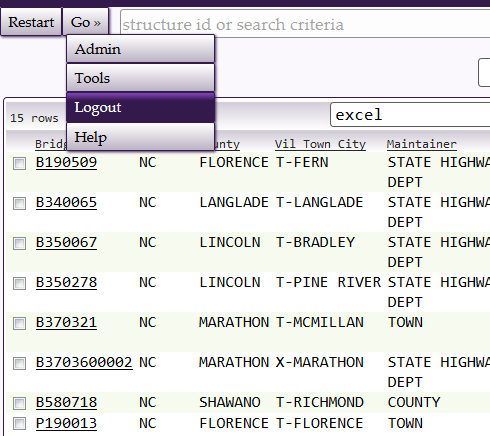 Restart Go » structure id or search criteria
Admin
Tools
Logout
Help
15 rows excel
Vil Town City Maintainer
B190509 NC FLORENCE T-FERN STATE HIGHWA
DEPT
B340065 NC LANGLADE T-LANGLADE STATE HIGHWA
DEPT
B350067 NC LINCOLN T-BRADLEY STATE HIGHWA
DEPT
B350278 NC LINCOLN T-PINE RIVER STATE HIGHWA
DEPT
B370321 NC MARATHON T-MCMILLAN TOWN
B3703600002 NC MARATHON X-MARATHON STATE HIGHWA
DEPT
B580718 NC SHAWANO T-RICHMOND COUNTY
P190013 NC FLORENCE T-FLORENCE TOWN